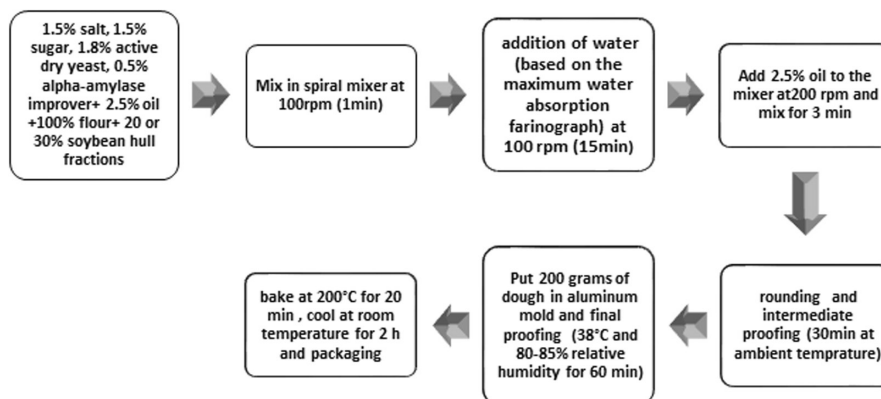 1.5% salt, 1.5%
sugar, 1.8% active
dry yeast, 0.5%
alpha-amylase
improver+ 2.5% oil
+100% flour+ 20 or
30% soybean hull
fractions
Mix in spiral mixer at
100rpm (1min)
addition of water
(based on the
maximum water
absorption
farinograph) at
100 rpm (15min)
Add 2.5% oil to the
mixer at200 rpm and
mix for 3 min
rounding and
intermediate
proofing (30min at
ambient temprature)
Put 200 grams of
dough in aluminum
mold and final
proofing (38°C and
80-85% relative
humidity for 60 min)
bake at 200°C for 20
min , cool at room
temperature for 2 h
and packaging